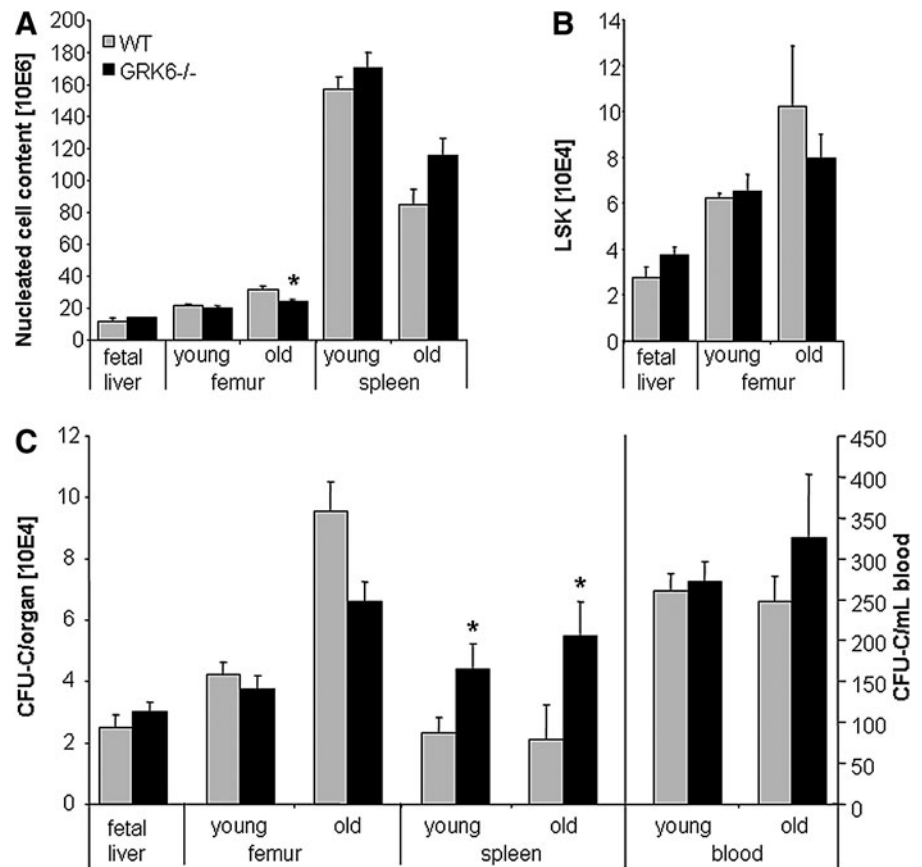 A
Nucleated cell content [10E6]
200
180
160
140
120
100
80
60
40
20
0
WT
GRK6-/-
*
fetal liver
young
old
femur
young
old
spleen
B
LSK [10E4]
14
12
10
8
6
4
2
0
fetal liver
young
old
femur
C
CFU-C/organ [10E4]
12
10
8
6
4
2
0
*
*
fetal liver
young
old
femur
young
old
spleen
young
old
blood
450
400
350
300
250
200
150
100
50
0
CFU-C/mL blood